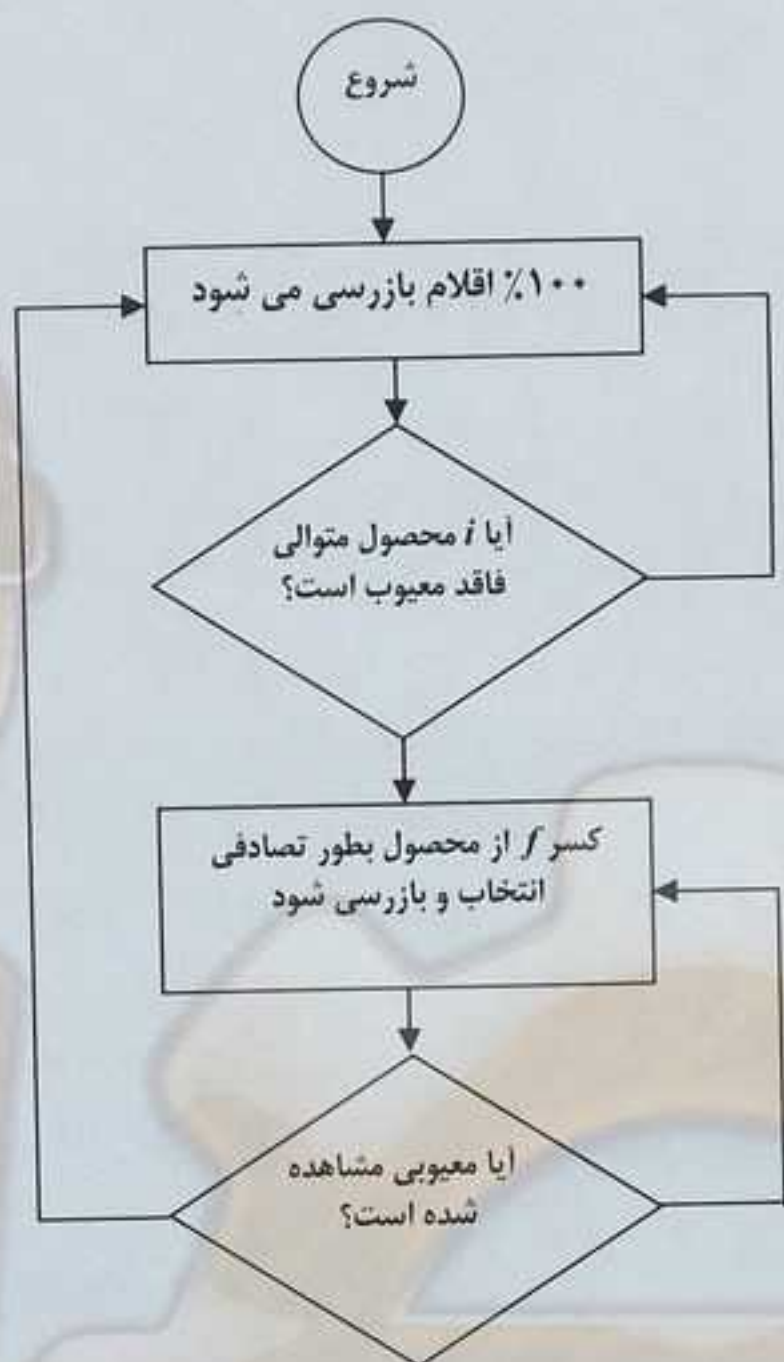 شروع
۱۰۰٪ اقلام بازرسی می شود
آیا i محصول متوالی
فاقد معیوب است؟
کسر f از محصول بطور تصادفی
انتخاب و بازرسی شود
آیا معیوبی مشاهده
شده است؟